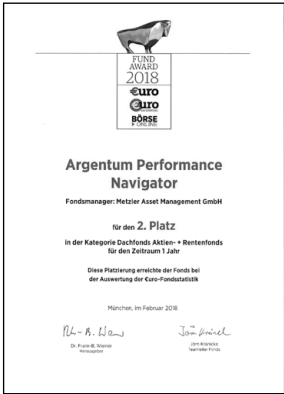 FUND
AWARD
2018
€uro
€uro
BÖRSE
ONLINE
Argentum Performance
Navigator
Fondsmanager: Metzler Asset Management GmbH
für den 2. Platz
in der Kategorie Dachfonds Aktien- + Rentenfonds
für den Zeitraum 1 Jahr
Diese Platzierung erreichte der Fonds bei
der Auswertung der €uro-Fondsstatistik
München, im Februar 2018
Dr. Frank-B. Werner
Herausgeber
Jörn Kränicke
Teamleiter Fonds